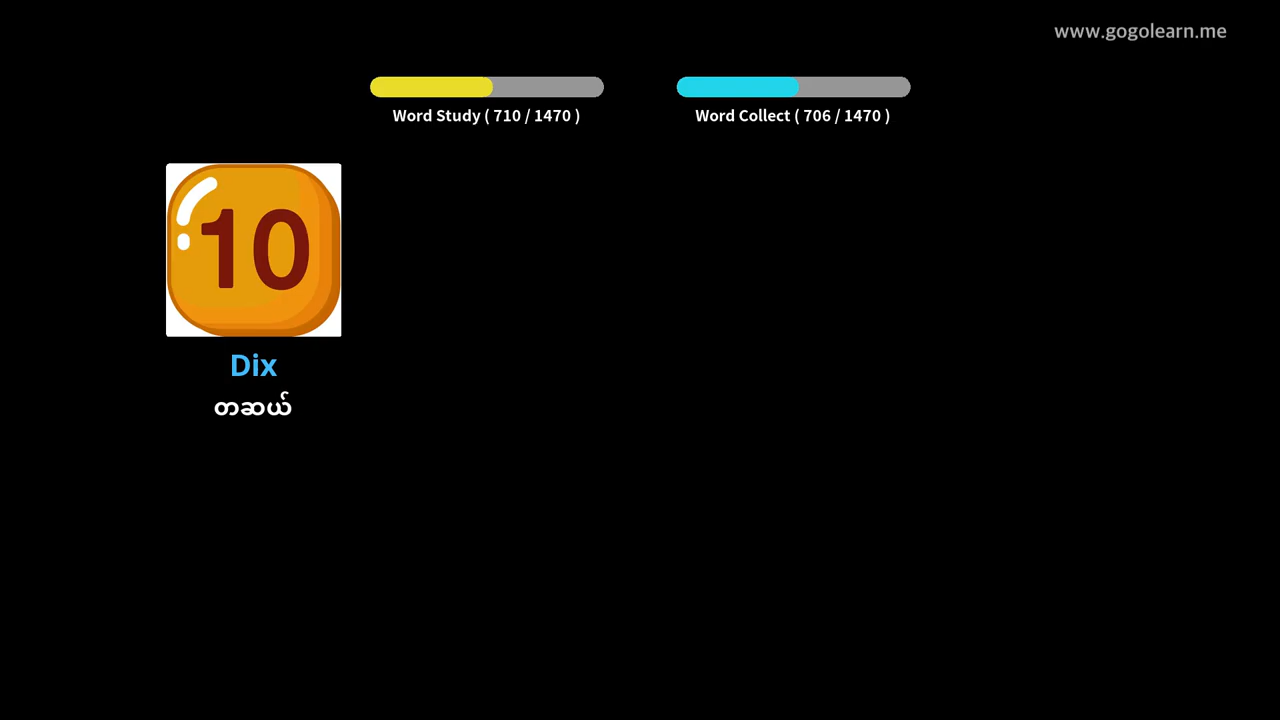 www.gogolearn.me
Word Study ( 710 / 1470 )
Word Collect ( 706 / 1470 )
10
Dix
တဆယ်